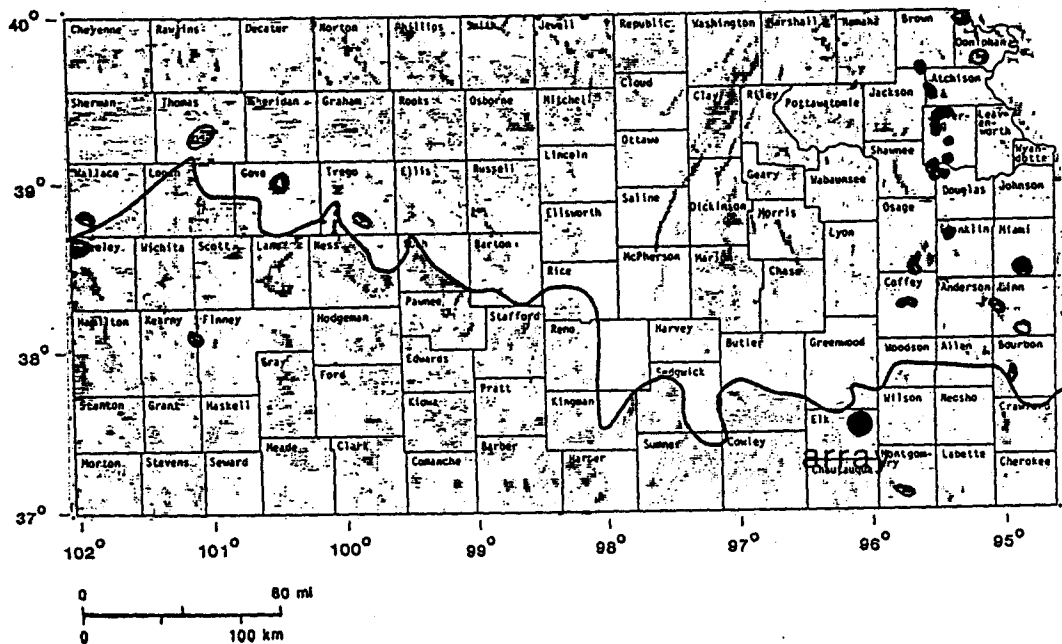 40°
Cheyenne Rawlins Decatur Norton Phillips Smith Jewell Republic Washington Marshall Nemaha Brown Doniphan
Cloud Atchison
Sherman Thomas Sheridan Graham Rooks Osborne Mitchell Clay Riley Pottawatomie Jackson Leavenworth
Ottawa Shawnee Wyandotte
39°
Wallace Logan Gove Trego Ellis Russell Lincoln Geary Wabaunsee Douglas Johnson
Saline Dickinson Morris Osage
Ellsworth Lyon Franklin Miami
Greeley Wichita Scott Lane Ness Rush Barton McPherson Marion Chase
Rice Coffey Anderson Linn
Pawnee Stafford
Hamilton Kearny Finney Hodgeman Reno Harvey
38°
Edwards Butler Greenwood Woodson Allen Bourbon
Gray Ford Sedgwick
Pratt
Stanton Grant Haskell Kiowa Kingman Wilson Neosho Crawford
Elk
Meade Clark Barber Sumner Cowley
Morton Stevens Seward Comanche Harper array Chautauqua Montgomery Labette Cherokee
37°
102° 101° 100° 99° 98° 97° 96° 95°
0 60 mi
0 100 km